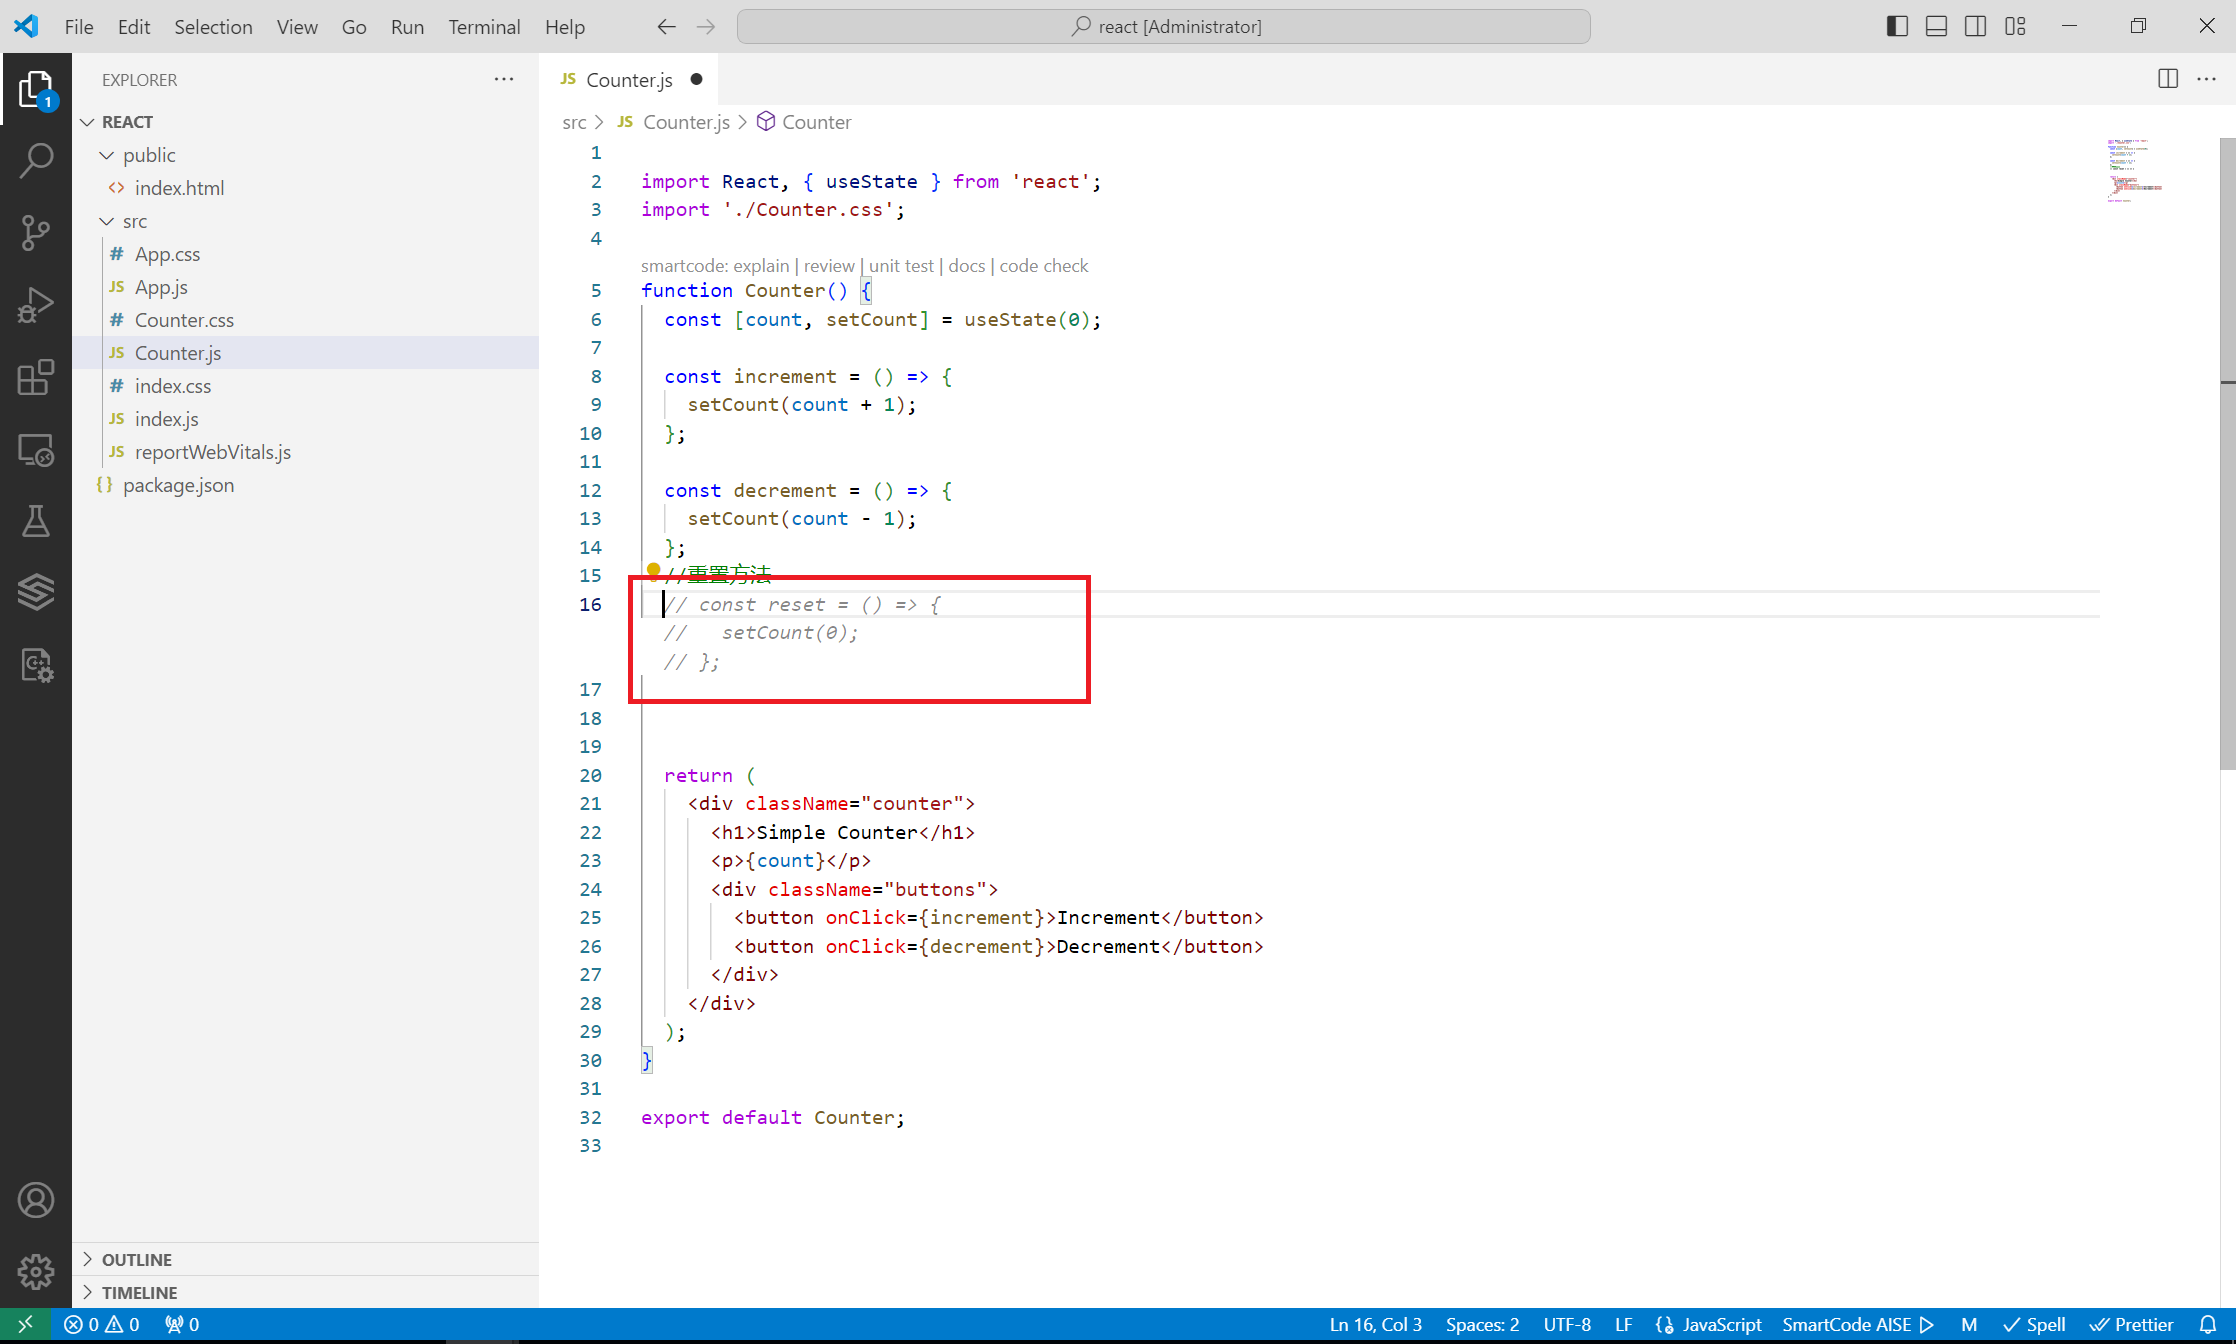 File Edit Selection View Go Run Terminal Help
react [Administrator]
EXPLORER
1
REACT
public
index.html
src
App.css
App.js
Counter.css
Counter.js
index.css
index.js
reportWebVitals.js
package.json
OUTLINE
TIMELINE
JS Counter.js
src > JS Counter.js > Counter
1
2 import React, { useState } from 'react';
3 import './Counter.css';
4
smartcode: explain | review | unit test | docs | code check
5 function Counter() {
6 const [count, setCount] = useState(0);
7
8 const increment = () => {
9 setCount(count + 1);
10 };
11
12 const decrement = () => {
13 setCount(count - 1);
14 };
15 //重置方法
16 // const reset = () => {
// setCount(0);
// };
17
18
19
20 return (
21 <div className="counter">
22 <h1>Simple Counter</h1>
23 <p>{count}</p>
24 <div className="buttons">
25 <button onClick={increment}>Increment</button>
26 <button onClick={decrement}>Decrement</button>
27 </div>
28 </div>
29 );
30 }
31
32 export default Counter;
33
0 0 0 Ln 16, Col 3 Spaces: 2 UTF-8 LF {} JavaScript SmartCode AISE M Spell Prettier